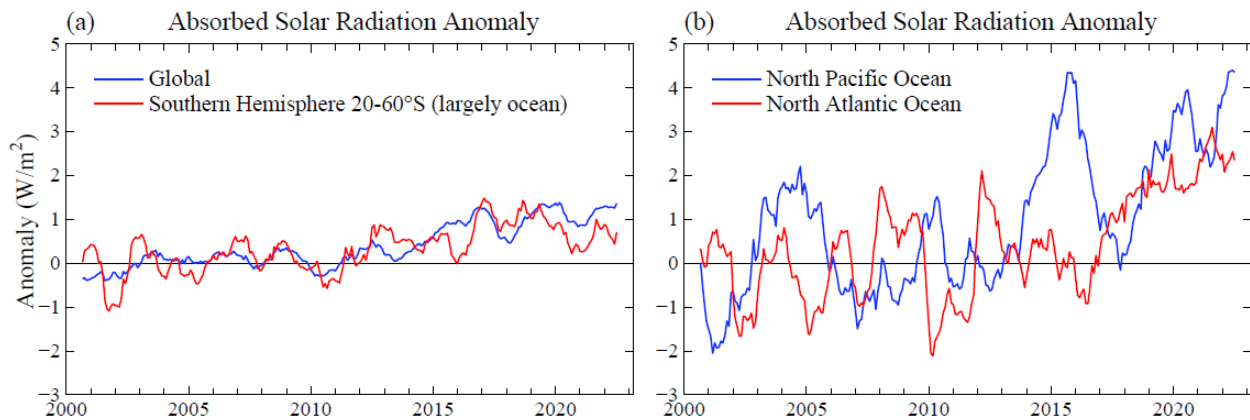 (a) Absorbed Solar Radiation Anomaly
5
4
3
2
1
0
−1
−2
−3
Anomaly (W/m²)
Global
Southern Hemisphere 20-60°S (largely ocean)
2000 2005 2010 2015 2020
(b) Absorbed Solar Radiation Anomaly
5
4
3
2
1
0
−1
−2
−3
North Pacific Ocean
North Atlantic Ocean
2000 2005 2010 2015 2020